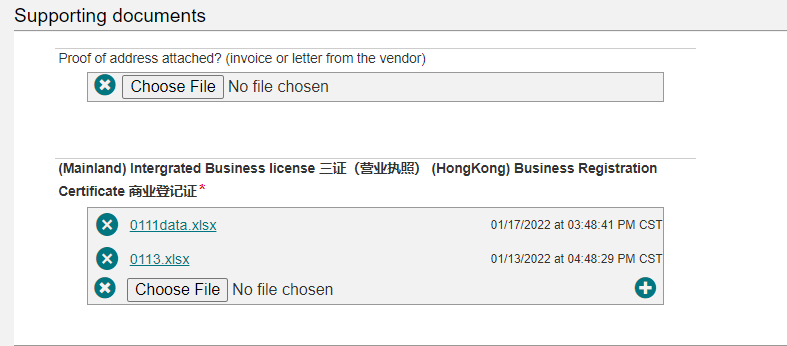 Supporting documents
Proof of address attached? (invoice or letter from the vendor)
Choose File No file chosen
(Mainland) Intergrated Business license 三证（营业执照） (HongKong) Business Registration
Certificate 商业登记证*
0111data.xlsx 01/17/2022 at 03:48:41 PM CST
0113.xlsx 01/13/2022 at 04:48:29 PM CST
Choose File No file chosen